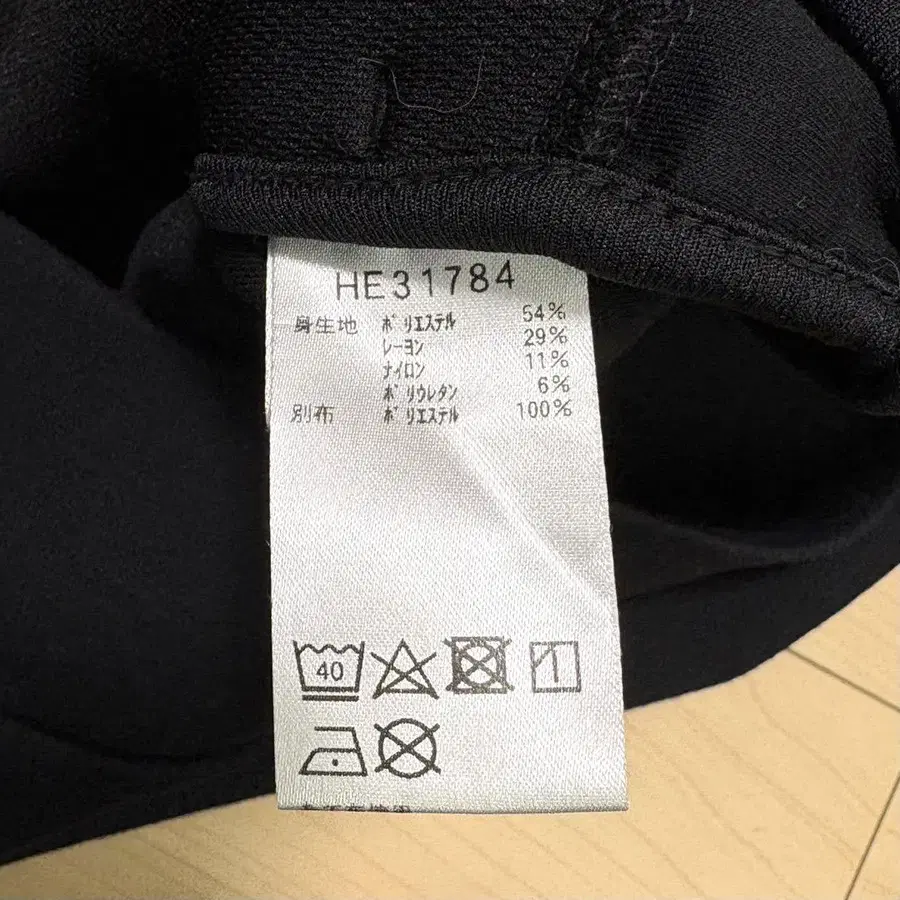 HE31784
身生地 ポリエステル 54%
レーヨン 29%
ナイロン 11%
ポリウレタン 6%
別布 ポリエステル 100%
40